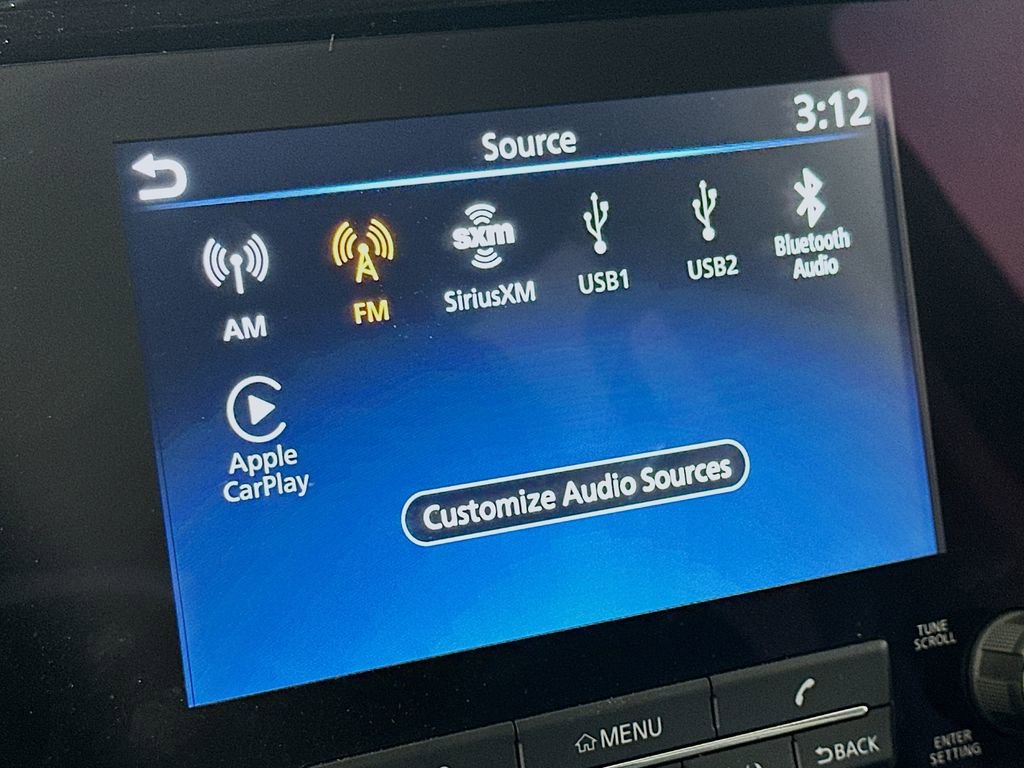 3:12
Source
sxm
AM
FM
SiriusXM
USB1
USB2
Bluetooth
Audio
Apple
CarPlay
Customize Audio Sources
TUNE
SCROLL
MENU
BACK
ENTER
SETTING